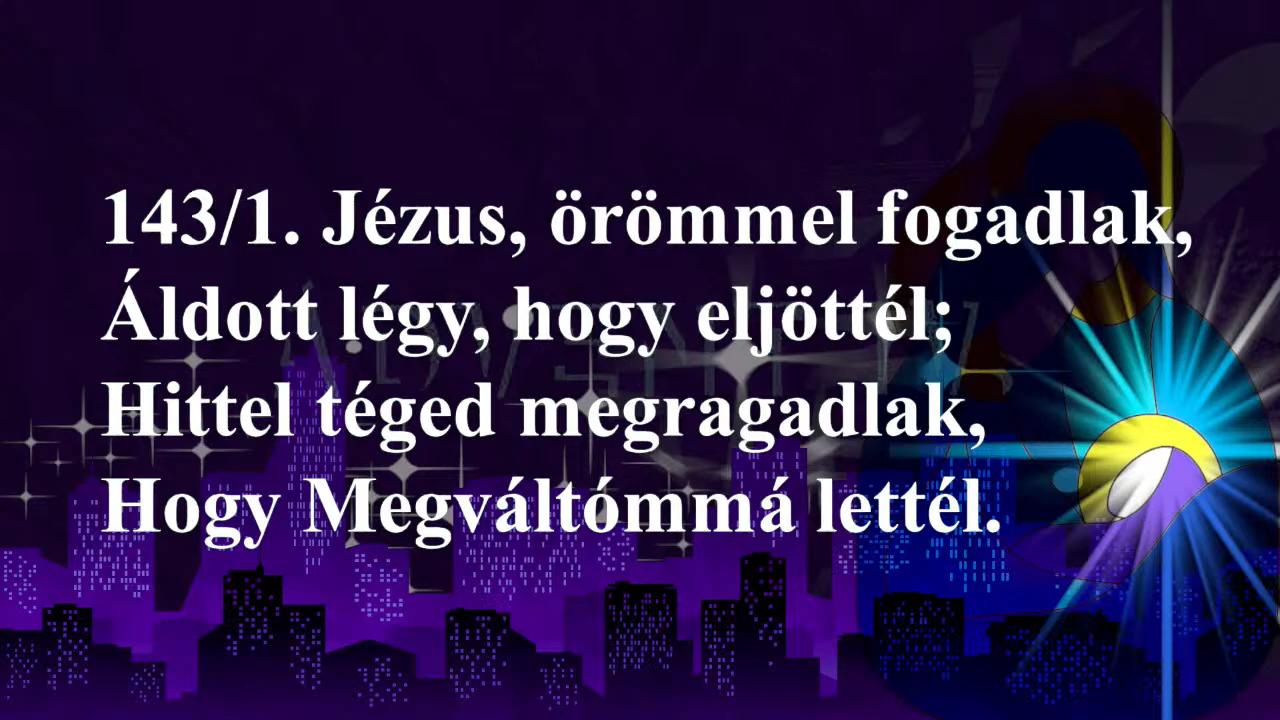 143/1. Jézus, örömmel fogadlak,
Áldott légy, hogy eljöttél;
Hittel téged megragadlak,
Hogy Megváltómmá lettél.